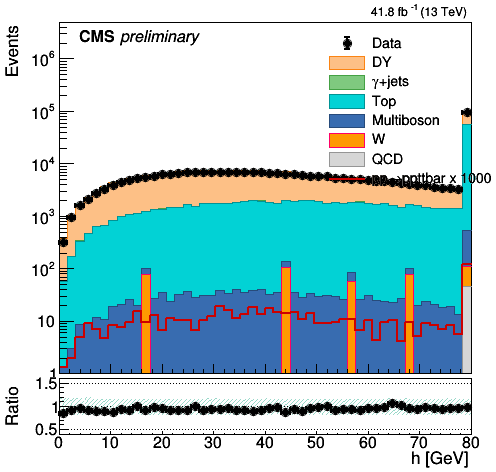 41.8 fb⁻¹ (13 TeV)
CMS preliminary
Events
10⁶
10⁵
10⁴
10³
10²
10
1
Data
DY
γ+jets
Top
Multiboson
W
QCD
ppttbar x 1000
Ratio
1.5
1
0.5
0 10 20 30 40 50 60 70 80
h [GeV]